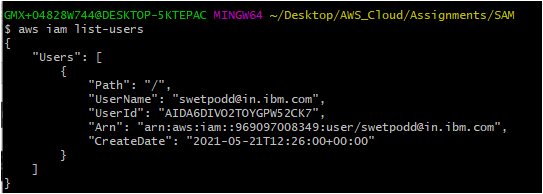 GMX+04828W744@DESKTOP-5KTEPAC MINGW64 ~/Desktop/AWS_Cloud/Assignments/SAM
$ aws iam list-users
{
    "Users": [
        {
            "Path": "/",
            "UserName": "swetpodd@in.ibm.com",
            "UserId": "AIDA6DIVO2TOYGPW52CK7",
            "Arn": "arn:aws:iam::969097008349:user/swetpodd@in.ibm.com",
            "CreateDate": "2021-05-21T12:26:00+00:00"
        }
    ]
}